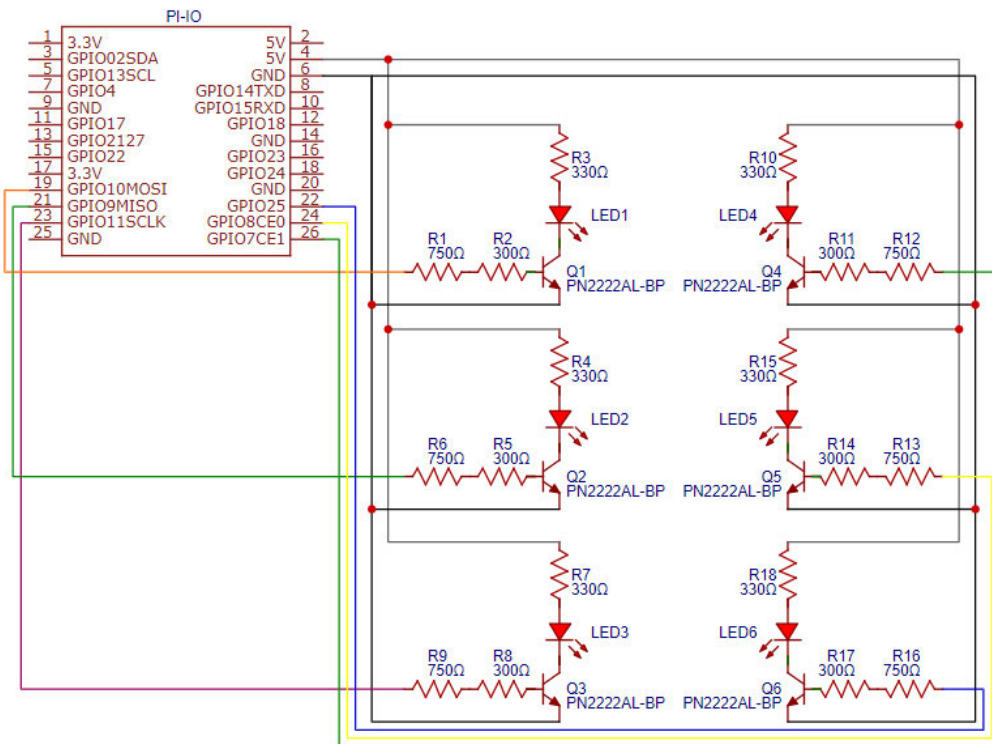 PI-IO
1 3.3V 5V 2
3 GPIO02SDA 5V 4
5 GPIO13SCL GND 6
7 GPIO4 GPIO14TXD 8
9 GND GPIO15RXD 10
11 GPIO17 GPIO18 12
13 GPIO2127 GND 14
15 GPIO22 GPIO23 16
17 3.3V GPIO24 18
19 GPIO10MOSI GND 20
21 GPIO9MISO GPIO25 22
23 GPIO11SCLK GPIO8CE0 24
25 GND GPIO7CE1 26
R3
330Ω
LED1
R1
750Ω
R2
300Ω
Q1
PN2222AL-BP
R10
330Ω
LED4
R11
300Ω
R12
750Ω
Q4
PN2222AL-BP
R4
330Ω
LED2
R6
750Ω
R5
300Ω
Q2
PN2222AL-BP
R15
330Ω
LED5
R14
300Ω
R13
750Ω
Q5
PN2222AL-BP
R7
330Ω
LED3
R9
750Ω
R8
300Ω
Q3
PN2222AL-BP
R18
330Ω
LED6
R17
300Ω
R16
750Ω
Q6
PN2222AL-BP